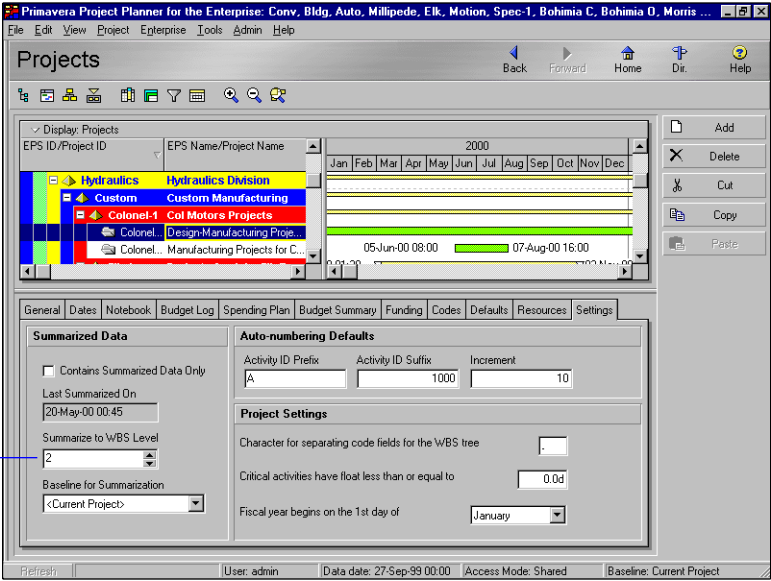 Primavera Project Planner for the Enterprise: Conv, Bldg, Auto, Millipede, Elk, Motion, Spec-1, Bohimia C, Bohimia O, Morris ...
File Edit View Project Enterprise Tools Admin Help
Projects
Back Forward Home Dir. Help
Display: Projects
EPS ID/Project ID EPS Name/Project Name
2000
Jan Feb Mar Apr May Jun Jul Aug Sep Oct Nov Dec
Hydraulics Hydraulics Division
Custom Custom Manufacturing
Colonel-1 Col Motors Projects
Colonel... Design-Manufacturing Proje...
Colonel... Manufacturing Projects for C...
05-Jun-00 08:00 07-Aug-00 16:00
Add
Delete
Cut
Copy
Paste
General Dates Notebook Budget Log Spending Plan Budget Summary Funding Codes Defaults Resources Settings
Summarized Data
Contains Summarized Data Only
Last Summarized On
20-May-00 00:45
Summarize to WBS Level
2
Baseline for Summarization
<Current Project>
Auto-numbering Defaults
Activity ID Prefix Activity ID Suffix Increment
A 1000 10
Project Settings
Character for separating code fields for the WBS tree .
Critical activities have float less than or equal to 0.0d
Fiscal year begins on the 1st day of January
Refresh User: admin Data date: 27-Sep-99 00:00 Access Mode: Shared Baseline: Current Project